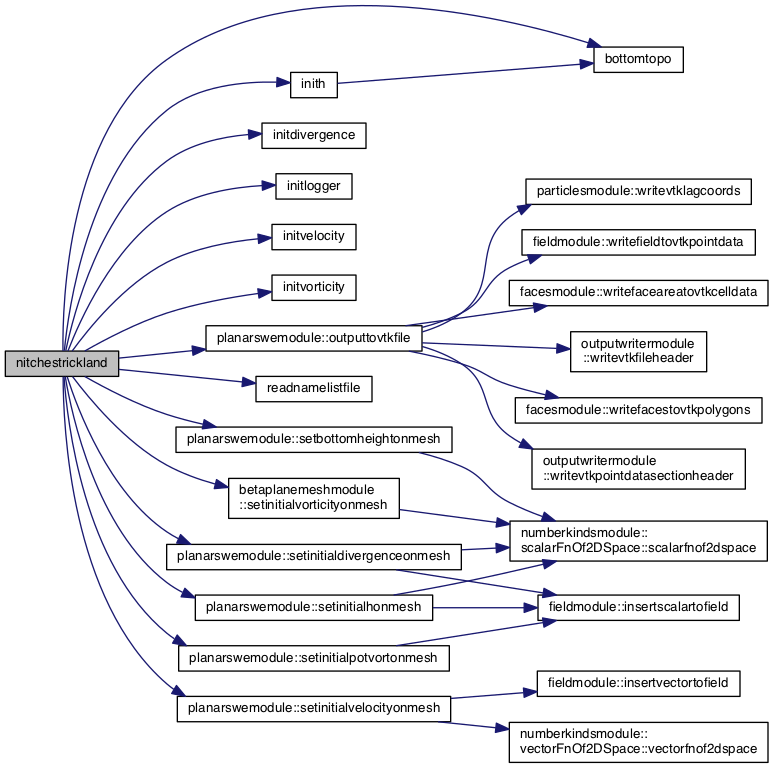 nitchestrickland
bottomtopo
inith
initdivergence
initlogger
initvelocity
initvorticity
planarswemodule::outputtovtkfile
readnamelistfile
planarswemodule::setbottomheightonmesh
betaplanemeshmodule
::setinitialvorticityonmesh
planarswemodule::setinitialdivergenceonmesh
planarswemodule::setinitialhonmesh
planarswemodule::setinitialpotvortonmesh
planarswemodule::setinitialvelocityonmesh
particlesmodule::writevtklagcoords
fieldmodule::writefieldtovtkpointdata
facesmodule::writefaceareatovtkcelldata
outputwritermodule
::writevtkfileheader
facesmodule::writefacestovtkpolygons
outputwritermodule
::writevtkpointdatasectionheader
numberkindsmodule::
scalarFnOf2DSpace::scalarfnof2dspace
fieldmodule::insertscalartofield
fieldmodule::insertvectortofield
numberkindsmodule::
vectorFnOf2DSpace::vectorfnof2dspace